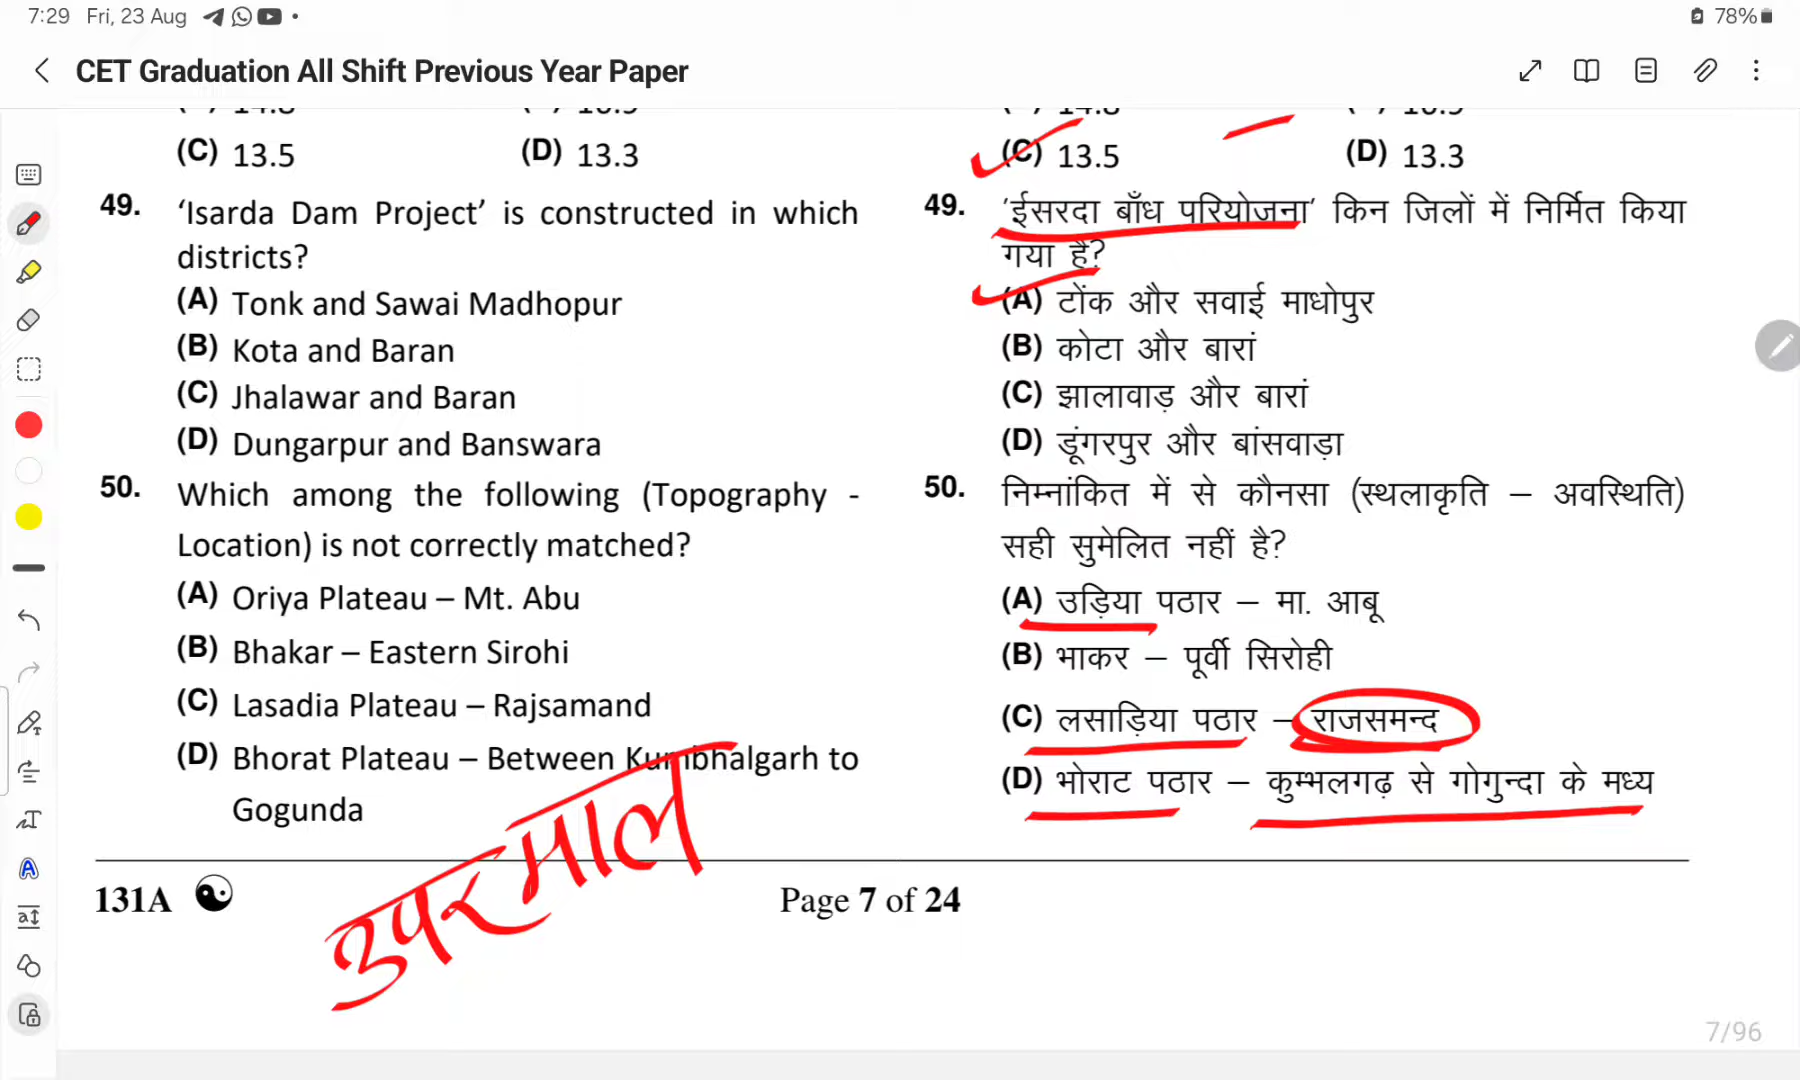 7:29 Fri, 23 Aug
78%
CET Graduation All Shift Previous Year Paper
(C) 13.5 (D) 13.3
49. ‘Isarda Dam Project’ is constructed in which
districts?
(A) Tonk and Sawai Madhopur
(B) Kota and Baran
(C) Jhalawar and Baran
(D) Dungarpur and Banswara
50. Which among the following (Topography -
Location) is not correctly matched?
(A) Oriya Plateau – Mt. Abu
(B) Bhakar – Eastern Sirohi
(C) Lasadia Plateau – Rajsamand
(D) Bhorat Plateau – Between Kumbhalgarh to
Gogunda
14.8
(C) 13.5 (D) 13.3
49. 'ईसरदा बाँध परियोजना' किन जिलों में निर्मित किया
गया है?
(A) टोंक और सवाई माधोपुर
(B) कोटा और बारां
(C) झालावाड़ और बारां
(D) डूंगरपुर और बांसवाड़ा
50. निम्नांकित में से कौनसा (स्थलाकृति – अवस्थिति)
सही सुमेलित नहीं है?
(A) उड़िया पठार – मा. आबू
(B) भाकर – पूर्वी सिरोही
(C) लसाड़िया पठार – राजसमन्द
(D) भोराट पठार – कुम्भलगढ़ से गोगुन्दा के मध्य
उपरमाल
131A
Page 7 of 24
7/96